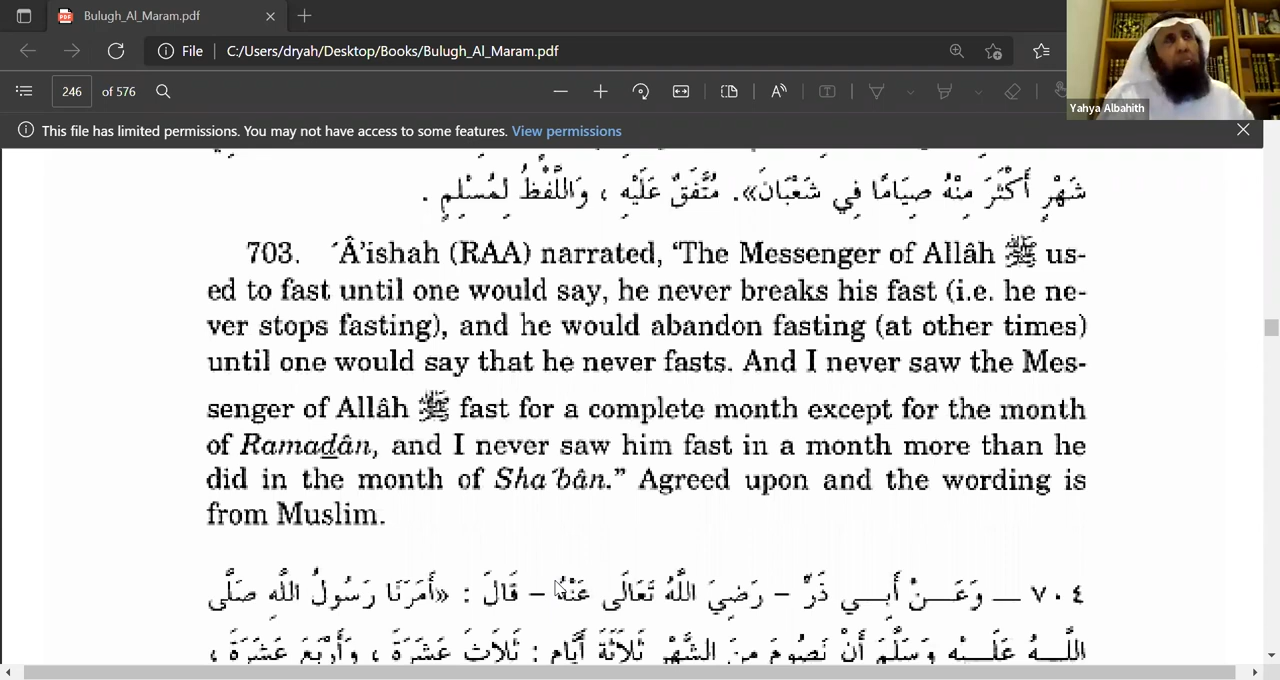 Bulugh_Al_Maram.pdf
File C:/Users/dryah/Desktop/Books/Bulugh_Al_Maram.pdf
246 of 576
Yahya Albahith
This file has limited permissions. You may not have access to some features. View permissions
شَهْرٍ أَكْثَرَ مِنْهُ صِيَامًا فِي شَعْبَانَ». مُتَّفَقٌ عَلَيْهِ ، وَاللَّفْظُ لِمُسْلِمٍ .
703. ´Â’ishah (RAA) narrated, ‘The Messenger of Allâh ﷺ us-
ed to fast until one would say, he never breaks his fast (i.e. he ne-
ver stops fasting), and he would abandon fasting (at other times)
until one would say that he never fasts. And I never saw the Mes-
senger of Allâh ﷺ fast for a complete month except for the month
of Ramadân, and I never saw him fast in a month more than he
did in the month of Sha´bân.” Agreed upon and the wording is
from Muslim.
٧٠٤ ــ وَعَـــنْ أَبِـــي ذَرٍّ – رَضِيَ اللَّهُ تَعَالَى عَنْهُ – قَالَ : «أَمَرَنَا رَسُولُ اللَّهِ صَلَّى
اللَّـــهُ عَلَـــيْهِ وَسَلَّمَ أَنْ نَصُومَ مِنَ الشَّهْرِ ثَلَاثَةَ أَيَّامٍ : ثَلَاثَ عَشْرَةَ ، وَأَرْبَعَ عَشْرَةَ ،